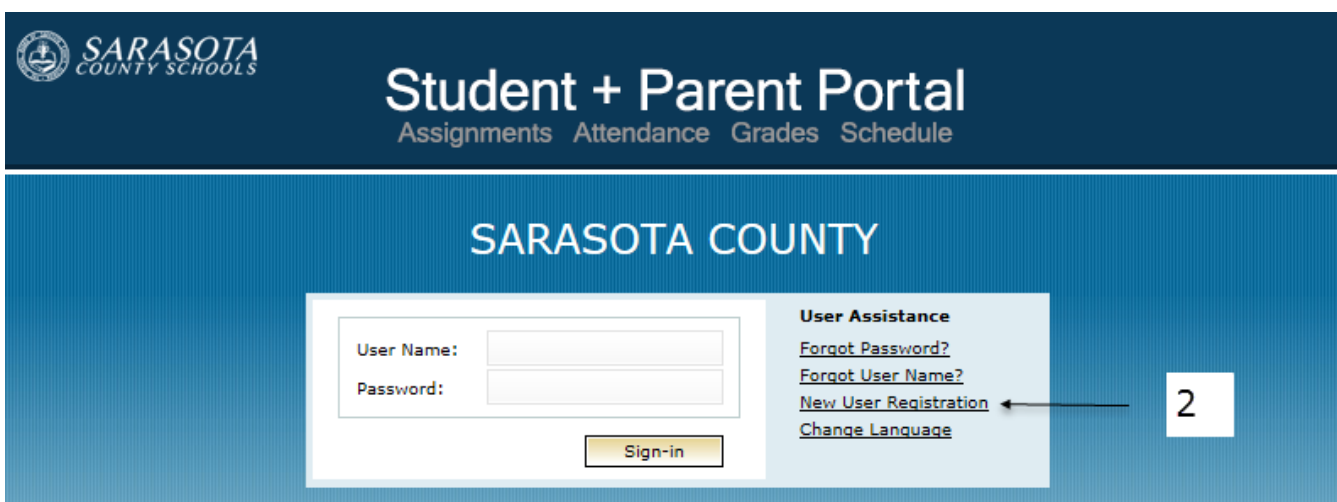 SARASOTA
COUNTY SCHOOLS
Student + Parent Portal
Assignments Attendance Grades Schedule
SARASOTA COUNTY
User Name:
Password:
Sign-in
User Assistance
Forgot Password?
Forgot User Name?
New User Registration
Change Language
2